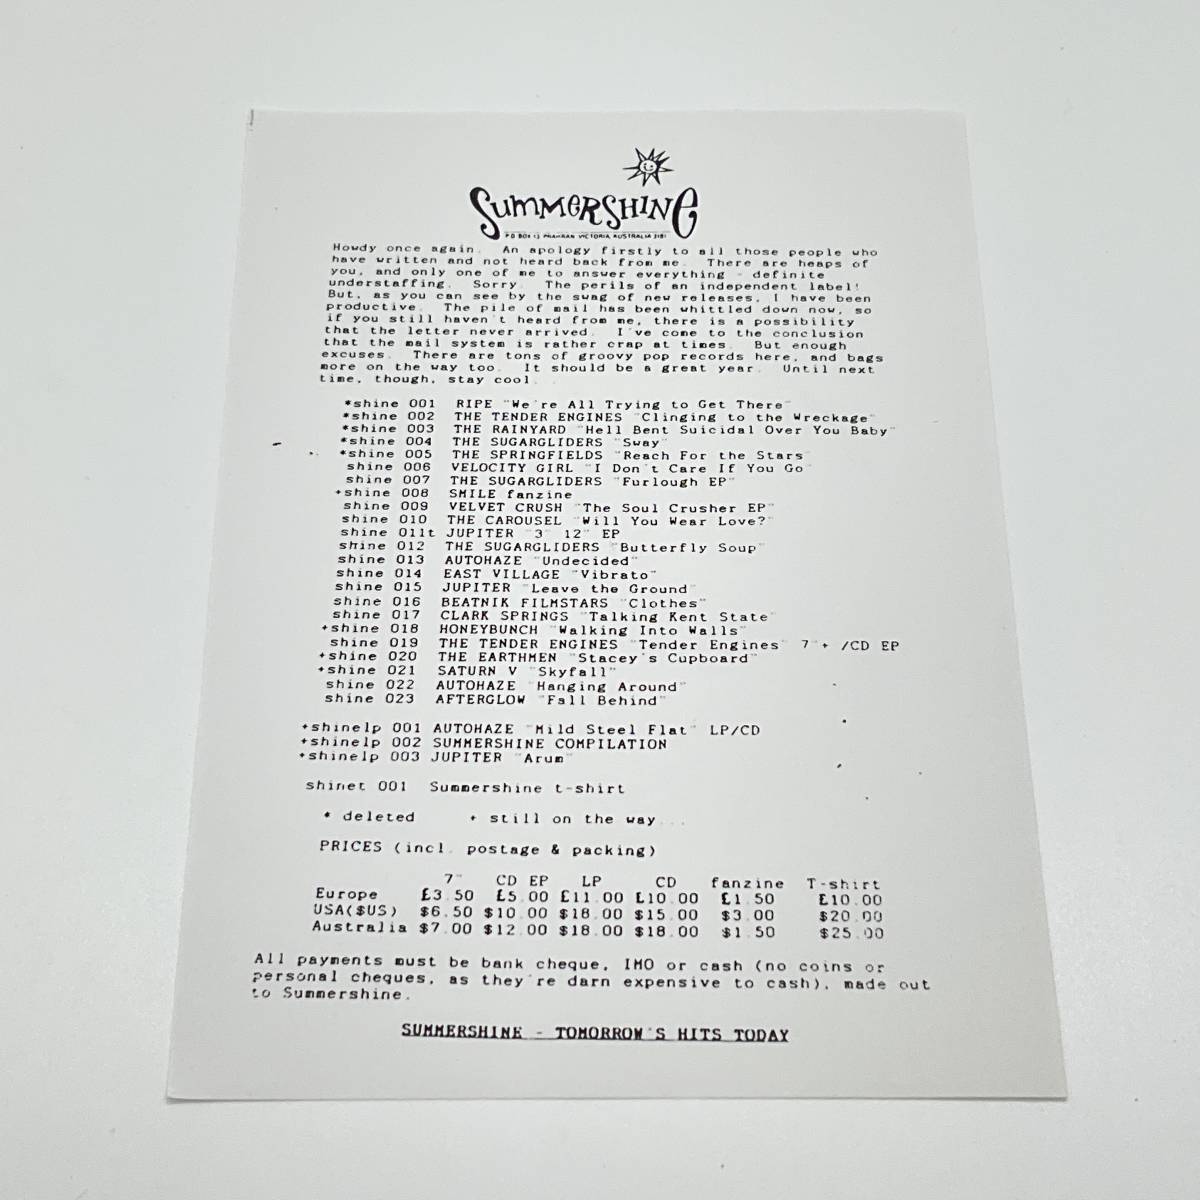 SUMMERSHINE
PO BOX 13 PRAHRAN VICTORIA AUSTRALIA 3181
Howdy once again. An apology firstly to all those people who
have written and not heard back from me. There are heaps of
you, and only one of me to answer everything - definite
understaffing. Sorry. The perils of an independent label!
But, as you can see by the swag of new releases, I have been
productive. The pile of mail has been whittled down now, so
if you still haven't heard from me, there is a possibility
that the letter never arrived. I've come to the conclusion
that the mail system is rather crap at times. But enough
excuses. There are tons of groovy pop records here, and bags
more on the way too. It should be a great year. Until next
time, though, stay cool...
*shine 001 RIPE "We're All Trying to Get There"
*shine 002 THE TENDER ENGINES "Clinging to the Wreckage"
*shine 003 THE RAINYARD "Hell Bent Suicidal Over You Baby"
*shine 004 THE SUGARGLIDERS "Sway"
*shine 005 THE SPRINGFIELDS "Reach For the Stars"
shine 006 VELOCITY GIRL "I Don't Care If You Go"
shine 007 THE SUGARGLIDERS "Furlough EP"
+shine 008 SMILE fanzine
shine 009 VELVET CRUSH "The Soul Crusher EP"
shine 010 THE CAROUSEL "Will You Wear Love?"
shine 011t JUPITER "3" 12" EP
shine 012 THE SUGARGLIDERS "Butterfly Soup"
shine 013 AUTOHAZE "Undecided"
shine 014 EAST VILLAGE "Vibrato"
shine 015 JUPITER "Leave the Ground"
shine 016 BEATNIK FILMSTARS "Clothes"
shine 017 CLARK SPRINGS "Talking Kent State"
+shine 018 HONEYBUNCH "Walking Into Walls"
shine 019 THE TENDER ENGINES "Tender Engines" 7"+ /CD EP
+shine 020 THE EARTHMEN "Stacey's Cupboard"
+shine 021 SATURN V "Skyfall"
shine 022 AUTOHAZE "Hanging Around"
shine 023 AFTERGLOW "Fall Behind"
+shinelp 001 AUTOHAZE "Mild Steel Flat" LP/CD
+shinelp 002 SUMMERSHINE COMPILATION
+shinelp 003 JUPITER "Arum"
shinet 001 Summershine t-shirt
* deleted + still on the way...
PRICES (incl. postage & packing)
7" CD EP LP CD fanzine T-shirt
Europe £3.50 £5.00 £11.00 £10.00 £1.50 £10.00
USA($US) $6.50 $10.00 $18.00 $15.00 $3.00 $20.00
Australia $7.00 $12.00 $18.00 $18.00 $1.50 $25.00
All payments must be bank cheque, IMO or cash (no coins or
personal cheques, as they're darn expensive to cash), made out
to Summershine.
SUMMERSHINE - TOMORROW'S HITS TODAY